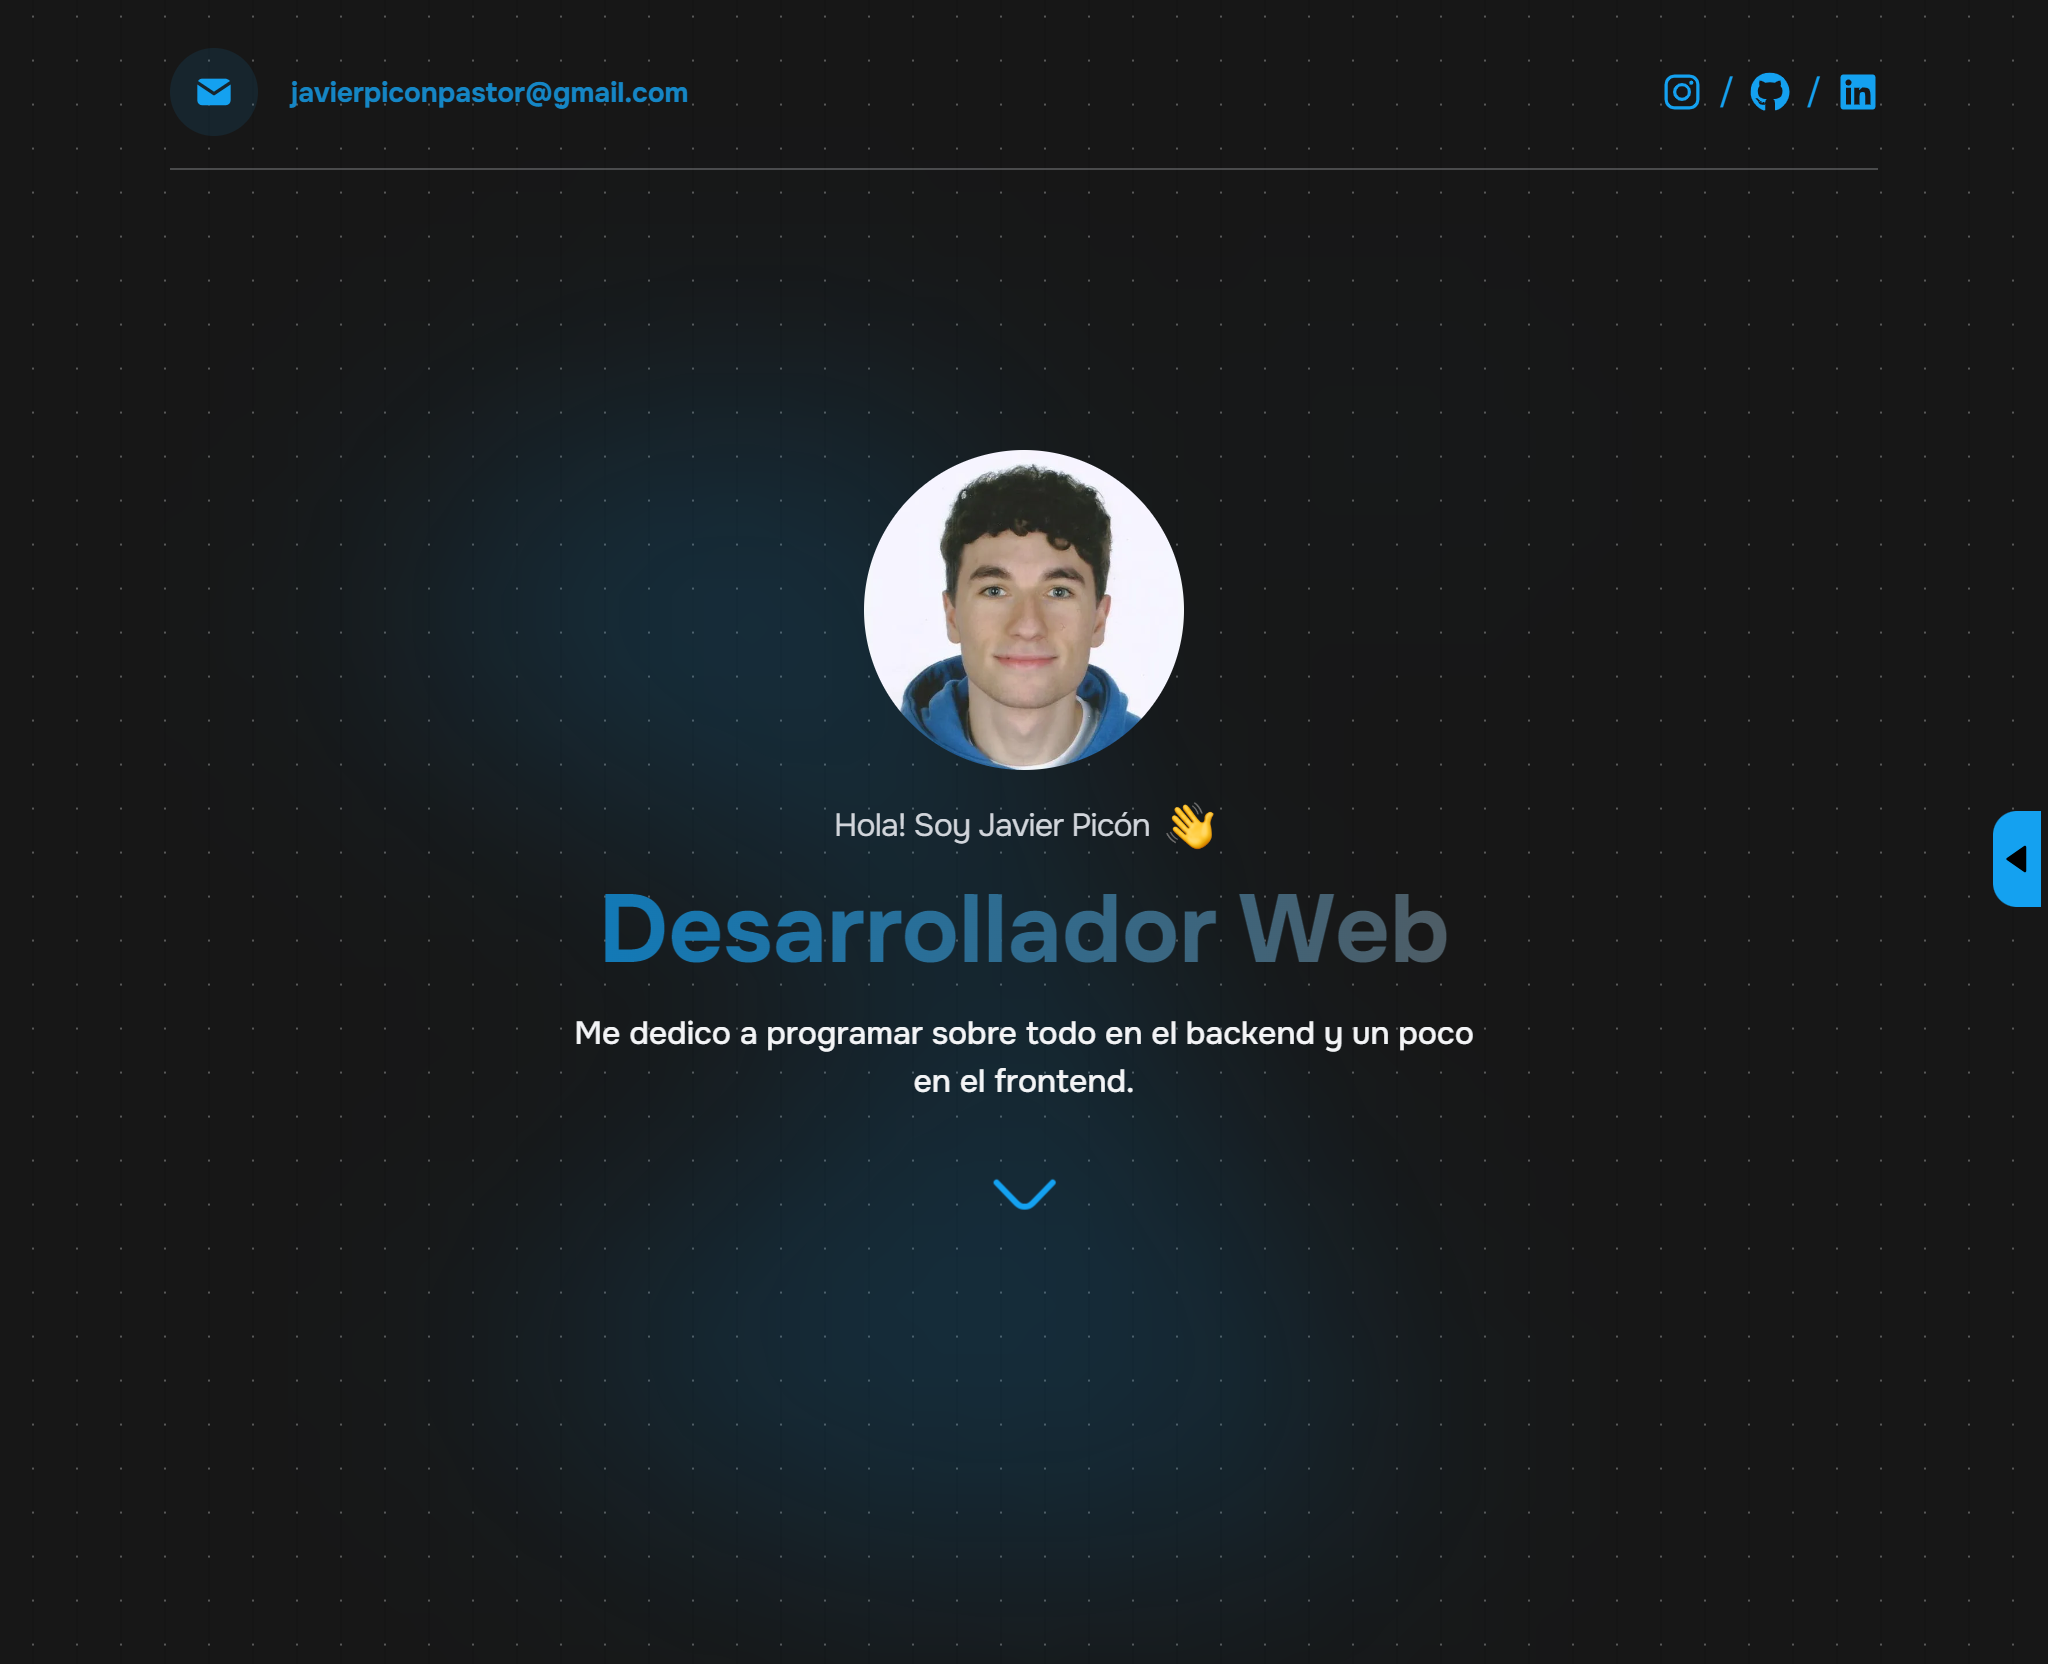 javierpiconpastor@gmail.com
/ /
Hola! Soy Javier Picón 👋
Desarrollador Web
Me dedico a programar sobre todo en el backend y un poco
en el frontend.